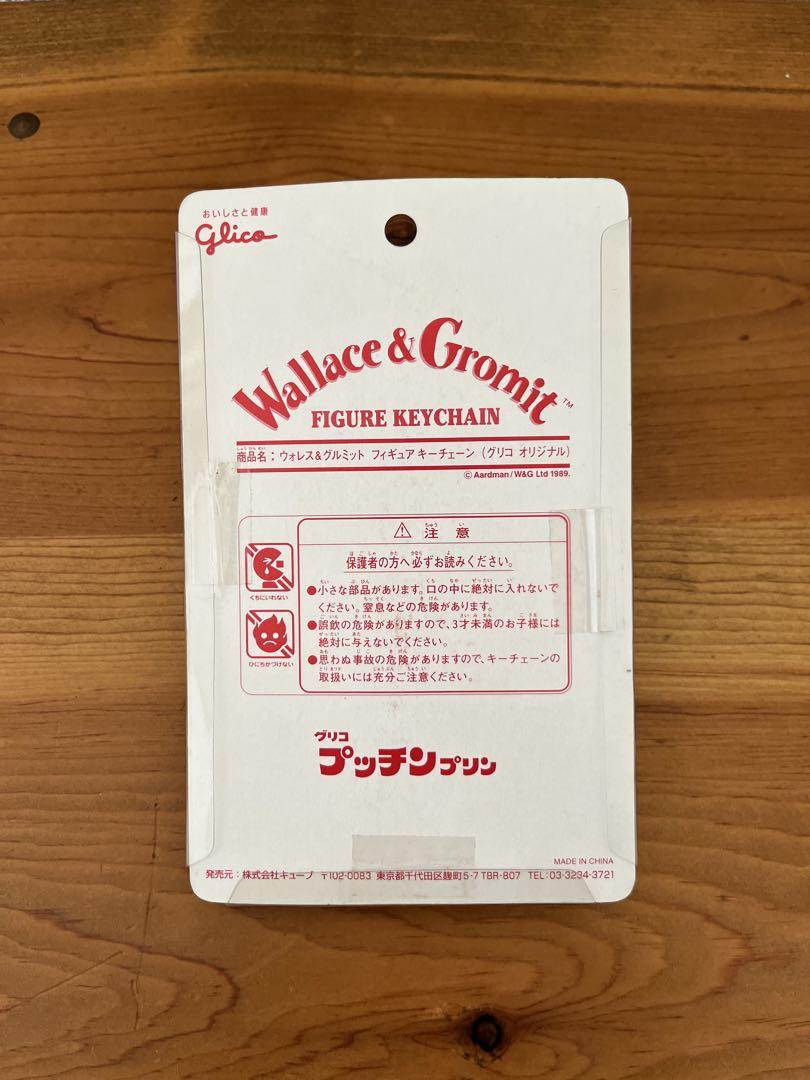 おいしさと健康
Glico
Wallace & Gromit™
FIGURE KEYCHAIN
商品名：ウォレス&グルミット フィギュア キーチェーン（グリコ オリジナル）
© Aardman/W&G Ltd 1989.
⚠ 注意
保護者の方へ必ずお読みください。
くちにいれない
●小さな部品があります。口の中に絶対に入れないで
ください。窒息などの危険があります。
●誤飲の危険がありますので、3才未満のお子様には
絶対に与えないでください。
ひにちかづけない
●思わぬ事故の危険がありますので、キーチェーンの
取扱いには充分ご注意ください。
グリコ
プッチンプリン
MADE IN CHINA
発売元：株式会社キューブ 〒102-0083 東京都千代田区麹町5-7 TBR-807 TEL：03-3234-3721